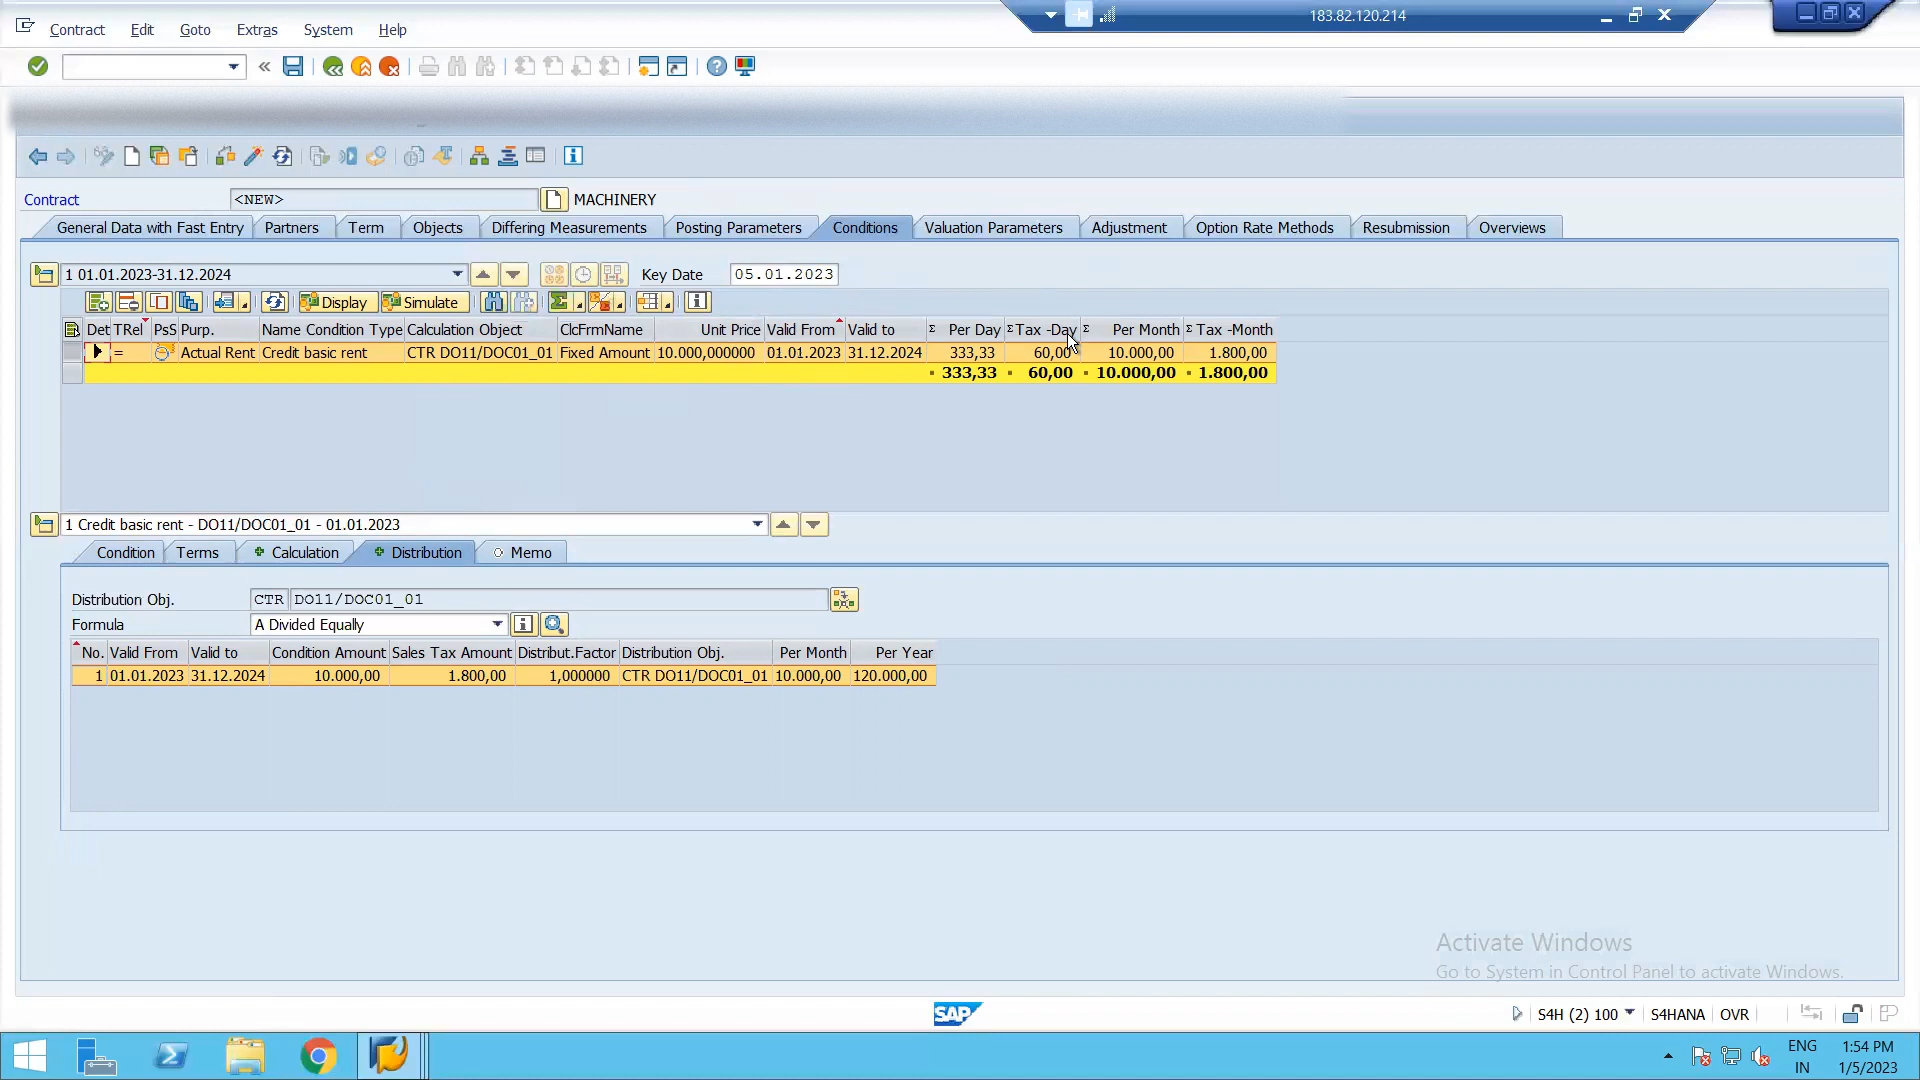 183.82.120.214
Contract Edit Goto Extras System Help
Contract <NEW> MACHINERY
General Data with Fast Entry Partners Term Objects Differing Measurements Posting Parameters Conditions Valuation Parameters Adjustment Option Rate Methods Resubmission Overviews
1 01.01.2023-31.12.2024 Key Date 05.01.2023
Display Simulate
Det TRel PsS Purp. Name Condition Type Calculation Object ClcFrmName Unit Price Valid From Valid to Σ Per Day Σ Tax -Day Σ Per Month Σ Tax -Month
= Actual Rent Credit basic rent CTR DO11/DOC01_01 Fixed Amount 10.000,000000 01.01.2023 31.12.2024 333,33 60,00 10.000,00 1.800,00
333,33 60,00 10.000,00 1.800,00
1 Credit basic rent - DO11/DOC01_01 - 01.01.2023
Condition Terms Calculation Distribution Memo
Distribution Obj. CTR DO11/DOC01_01
Formula A Divided Equally
No. Valid From Valid to Condition Amount Sales Tax Amount Distribut.Factor Distribution Obj. Per Month Per Year
1 01.01.2023 31.12.2024 10.000,00 1.800,00 1,000000 CTR DO11/DOC01_01 10.000,00 120.000,00
Activate Windows
Go to System in Control Panel to activate Windows.
SAP S4H (2) 100 S4HANA OVR
ENG 1:54 PM
IN 1/5/2023